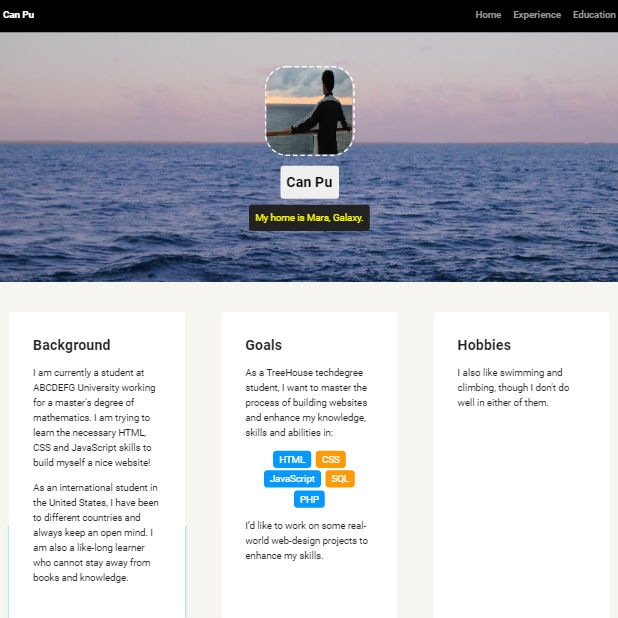 Can Pu
Home Experience Education
Can Pu
My home is Mars, Galaxy.
Background
I am currently a student at
ABCDEFG University working
for a master's degree of
mathematics. I am trying to
learn the necessary HTML,
CSS and JavaScript skills to
build myself a nice website!
As an international student in
the United States, I have been
to different countries and
always keep an open mind. I
am also a like-long learner
who cannot stay away from
books and knowledge.
Goals
As a TreeHouse techdegree
student, I want to master the
process of building websites
and enhance my knowledge,
skills and abilities in:
HTML CSS
JavaScript SQL
PHP
I'd like to work on some real-
world web-design projects to
enhance my skills.
Hobbies
I also like swimming and
climbing, though I don't do
well in either of them.